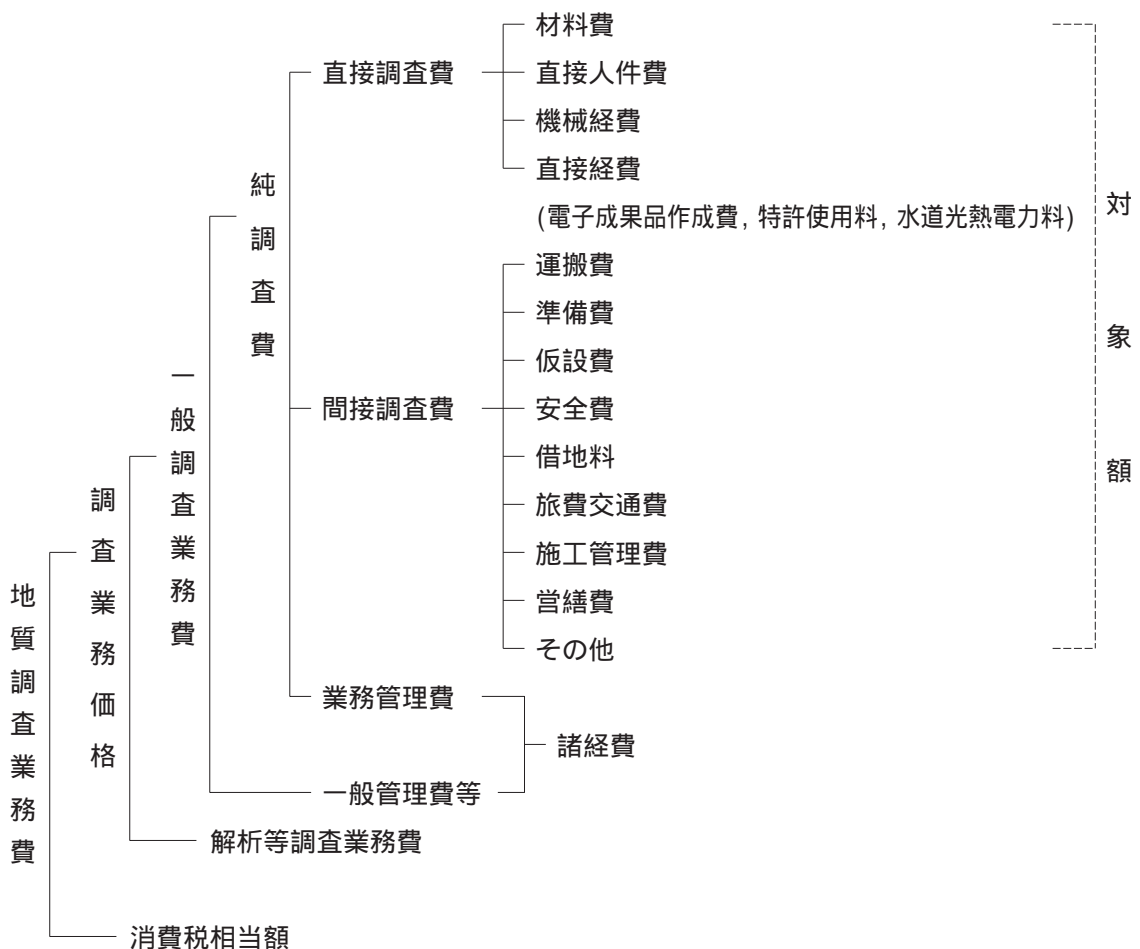 地質調査業務費
調査業務価格
一般調査業務費
純調査費
直接調査費
材料費
直接人件費
機械経費
直接経費
(電子成果品作成費, 特許使用料, 水道光熱電力料)
間接調査費
運搬費
準備費
仮設費
安全費
借地料
旅費交通費
施工管理費
営繕費
その他
業務管理費
一般管理費等
諸経費
解析等調査業務費
消費税相当額
対象額